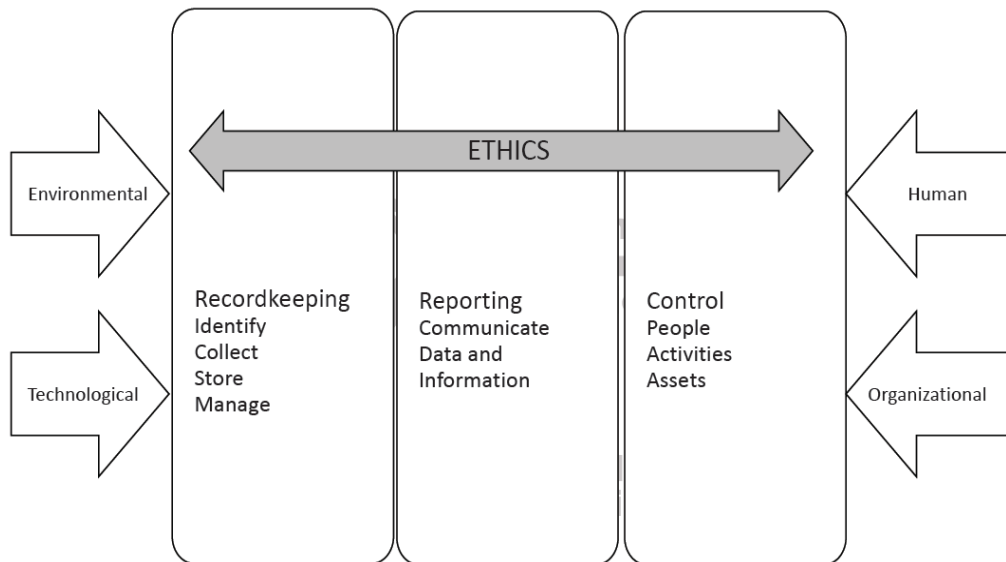 ETHICS
Environmental
Human
Recordkeeping
Identify
Collect
Store
Manage
Reporting
Communicate
Data and
Information
Control
People
Activities
Assets
Technological
Organizational